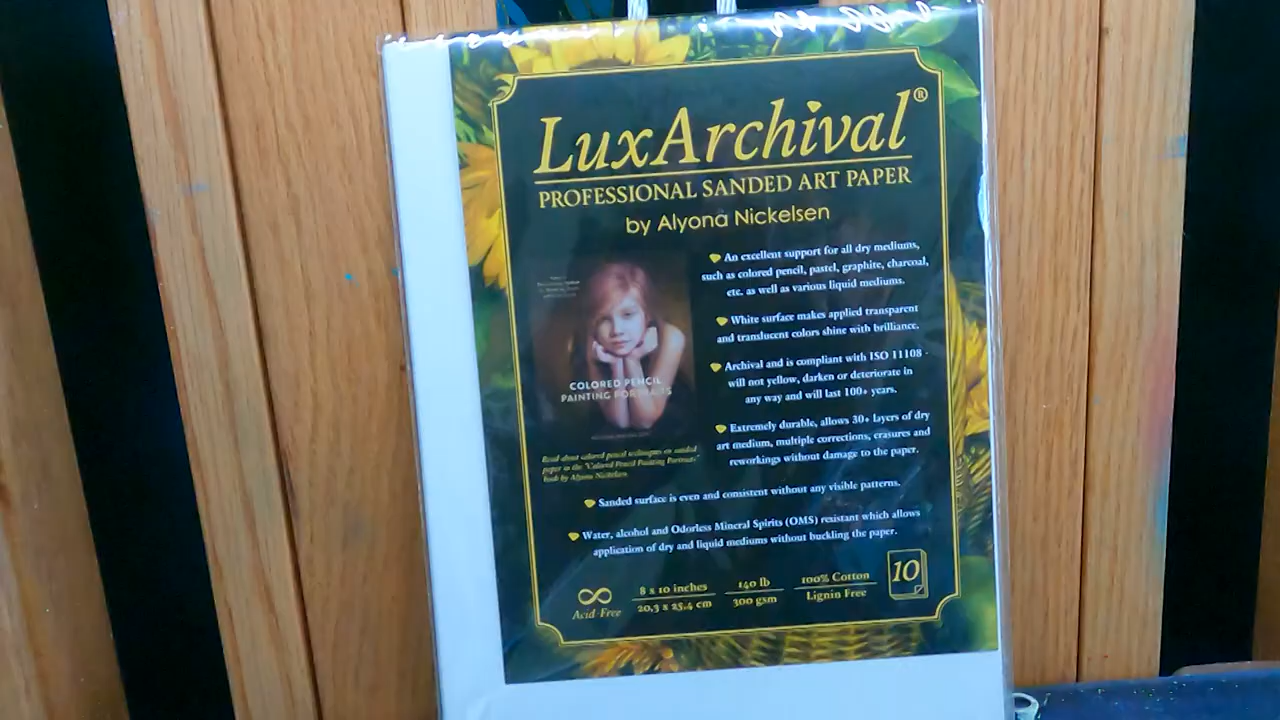 LuxArchival®
PROFESSIONAL SANDED ART PAPER
by Alyona Nickelsen
An excellent support for all dry mediums,
such as colored pencil, pastel, graphite, charcoal,
etc. as well as various liquid mediums.
White surface makes applied transparent
and translucent colors shine with brilliance.
Archival and is compliant with ISO 11108 -
will not yellow, darken or deteriorate in
any way and will last 100+ years.
Extremely durable, allows 30+ layers of dry
art medium, multiple corrections, erasures and
reworkings without damage to the paper.
COLORED PENCIL
PAINTING PORTRAITS
Read about colored pencil techniques on sanded
paper in the "Colored Pencil Painting Portraits"
book by Alyona Nickelsen
Sanded surface is even and consistent without any visible patterns.
Water, alcohol and Odorless Mineral Spirits (OMS) resistant which allows
application of dry and liquid mediums without buckling the paper.
Acid-Free
8 x 10 inches
20,3 x 25,4 cm
140 lb
300 gsm
100% Cotton
Lignin Free
10